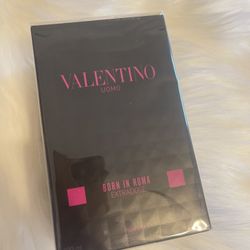 VALENTINO
UOMO
BORN IN ROMA
EXTRADOSE